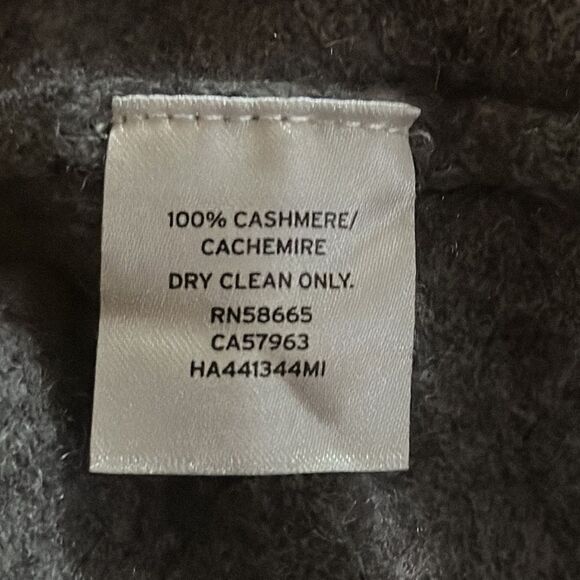 100% CASHMERE/
CACHEMIRE
DRY CLEAN ONLY.
RN58665
CA57963
HA441344MI